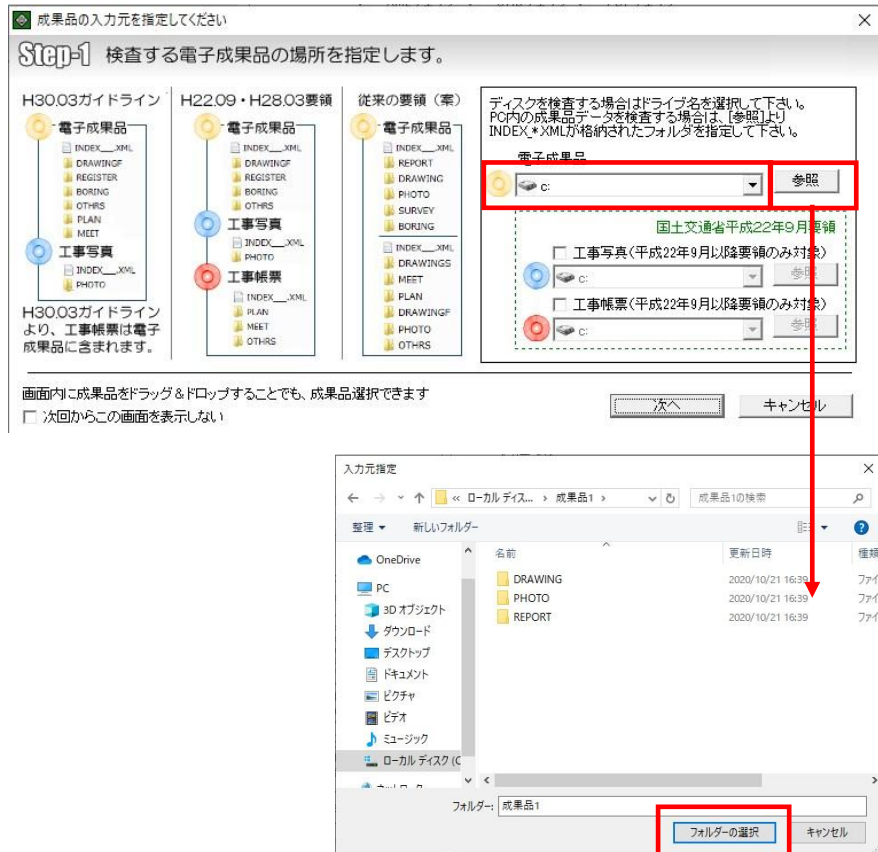 成果品の入力元を指定してください
Step-1 検査する電子成果品の場所を指定します。
H30.03ガイドライン
電子成果品
INDEX__.XML
DRAWINGF
REGISTER
BORING
OTHRS
PLAN
MEET
工事写真
INDEX__.XML
PHOTO
H30.03ガイドライン
より、工事帳票は電子
成果品に含まれます。
H22.09・H28.03要領
電子成果品
INDEX__.XML
DRAWINGF
REGISTER
BORING
OTHRS
工事写真
INDEX__.XML
PHOTO
工事帳票
INDEX__.XML
PLAN
MEET
OTHRS
従来の要領（案）
電子成果品
INDEX__.XML
REPORT
DRAWING
PHOTO
SURVEY
BORING
INDEX__.XML
DRAWINGS
MEET
PLAN
DRAWINGF
PHOTO
OTHRS
ディスクを検査する場合はドライブ名を選択して下さい。
PC内の成果品データを検査する場合は、[参照]より
INDEX_*.XMLが格納されたフォルダを指定して下さい。
電子成果品
c:
参照
国土交通省平成22年9月要領
工事写真(平成22年9月以降要領のみ対象)
c:
参照
工事帳票(平成22年9月以降要領のみ対象)
c:
参照
画面内に成果品をドラッグ&ドロップすることでも、成果品選択できます
次回からこの画面を表示しない
次へ
キャンセル
入力元指定
« ローカル ディス... › 成果品1 ›
成果品1の検索
整理
新しいフォルダー
OneDrive
PC
3D オブジェクト
ダウンロード
デスクトップ
ドキュメント
ピクチャ
ビデオ
ミュージック
ローカル ディスク (C
名前 更新日時 種類
DRAWING 2020/10/21 16:39 ファイ
PHOTO 2020/10/21 16:39 ファイ
REPORT 2020/10/21 16:39 ファイ
フォルダー: 成果品1
フォルダーの選択
キャンセル